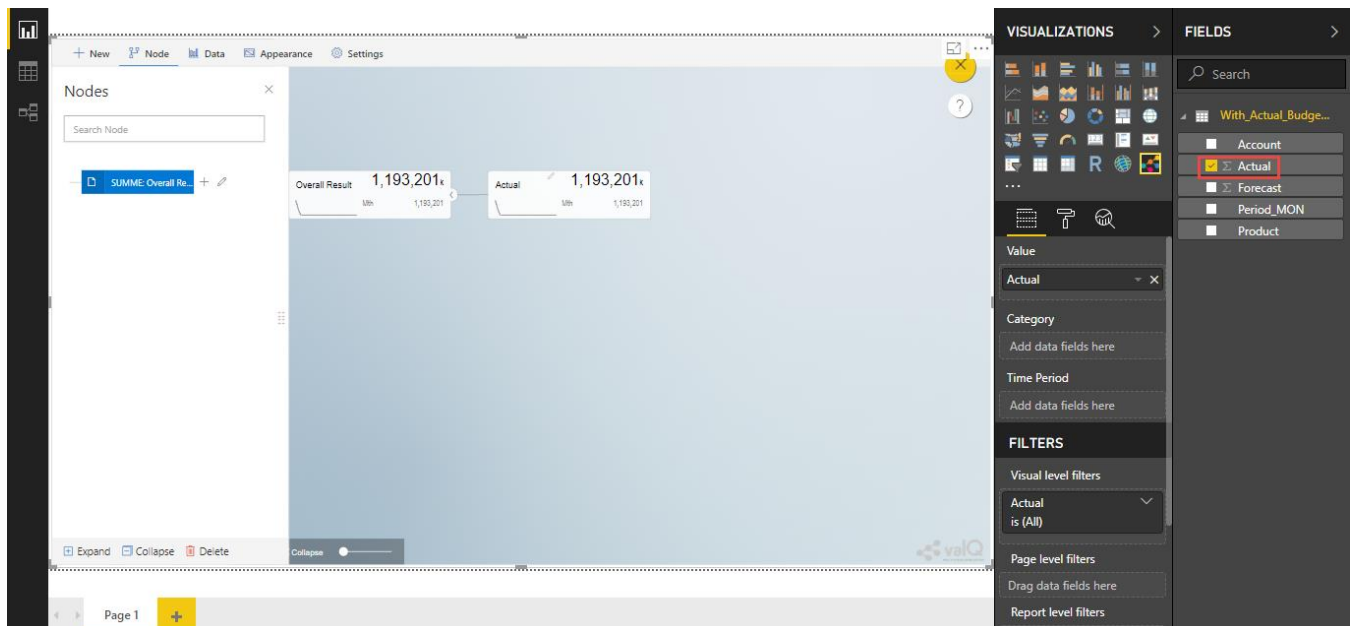 + New Node Data Appearance Settings
Nodes
Search Node
SUMME: Overall Re...
Overall Result 1,193,201k
Mth 1,193,201
Actual 1,193,201k
Mth 1,193,201
?
Expand Collapse Delete
Collapse
valQ
Page 1
VISUALIZATIONS
R
...
Value
Actual
Category
Add data fields here
Time Period
Add data fields here
FILTERS
Visual level filters
Actual
is (All)
Page level filters
Drag data fields here
Report level filters
FIELDS
Search
With_Actual_Budge...
Account
Σ Actual
Σ Forecast
Period_MON
Product